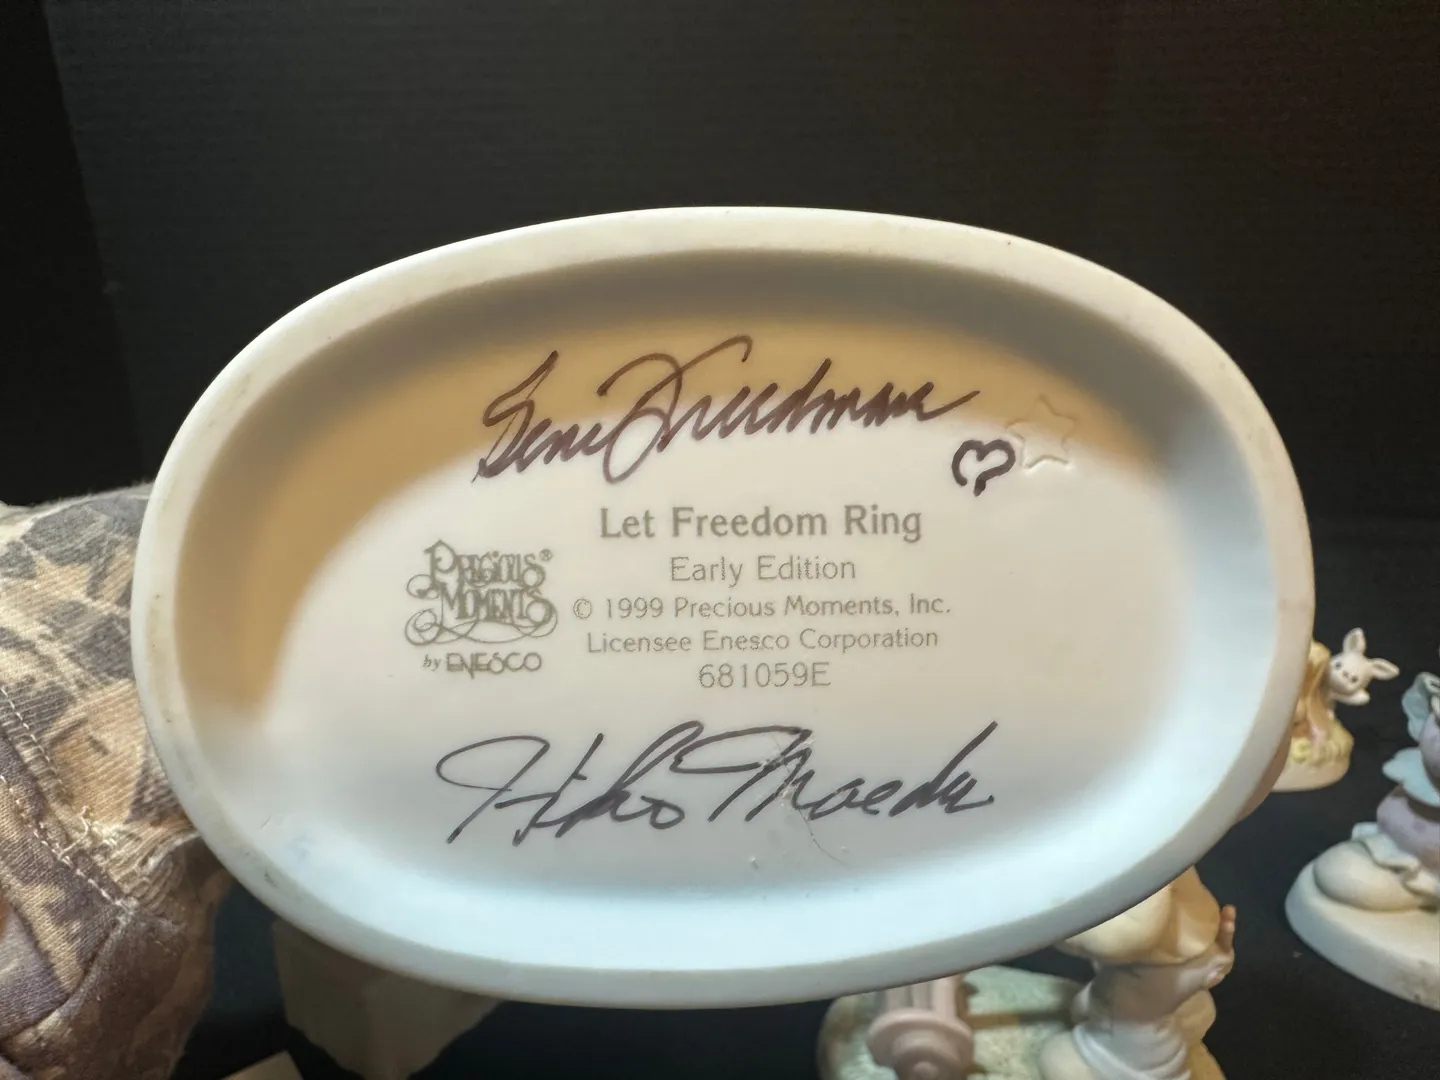 Gene Freedman
Let Freedom Ring
Early Edition
PRECIOUS MOMENTS®
© 1999 Precious Moments, Inc.
Licensee Enesco Corporation
by ENESCO
681059E
Hiko Maeda